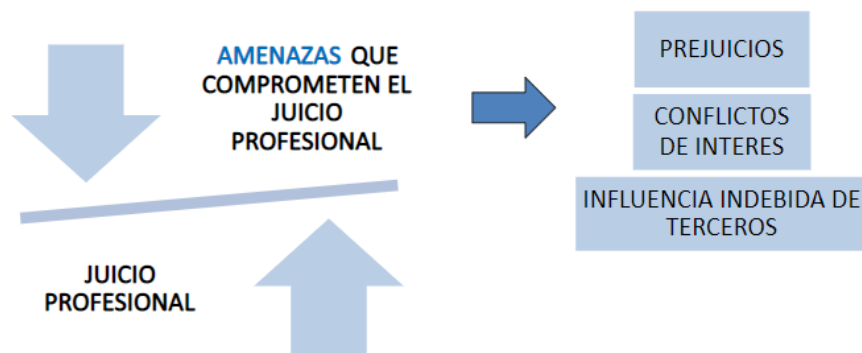 AMENAZAS QUE
COMPROMETEN EL
JUICIO
PROFESIONAL
JUICIO
PROFESIONAL
PREJUICIOS
CONFLICTOS
DE INTERES
INFLUENCIA INDEBIDA DE
TERCEROS